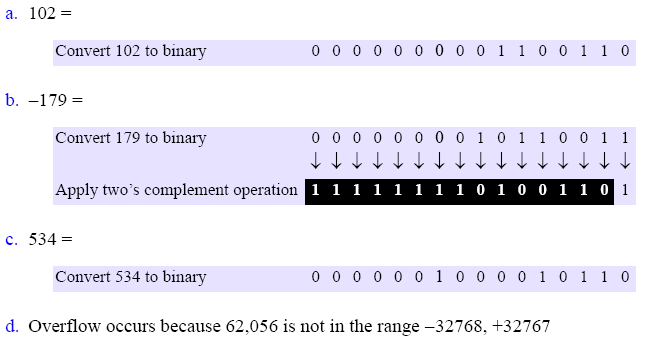 a. 102 =
Convert 102 to binary 0 0 0 0 0 0 0 0 0 1 1 0 0 1 1 0
b. –179 =
Convert 179 to binary 0 0 0 0 0 0 0 0 1 0 1 1 0 0 1 1
↓ ↓ ↓ ↓ ↓ ↓ ↓ ↓ ↓ ↓ ↓ ↓ ↓ ↓ ↓ ↓
Apply two's complement operation 1 1 1 1 1 1 1 1 0 1 0 0 1 1 0 1
c. 534 =
Convert 534 to binary 0 0 0 0 0 0 1 0 0 0 0 1 0 1 1 0
d. Overflow occurs because 62,056 is not in the range –32768, +32767